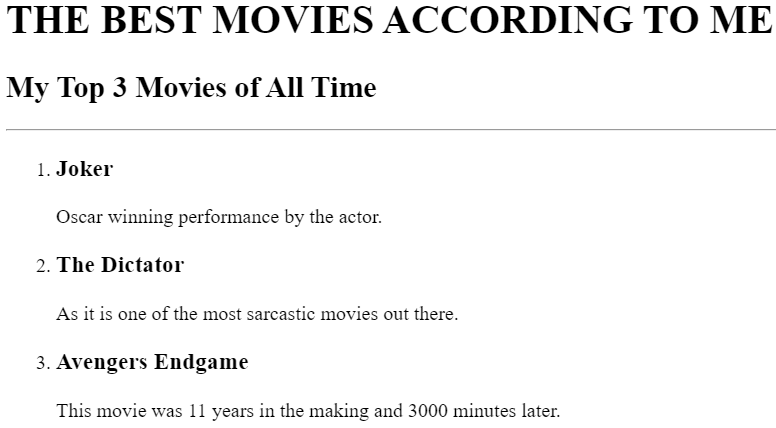 THE BEST MOVIES ACCORDING TO ME
My Top 3 Movies of All Time
1. Joker
Oscar winning performance by the actor.
2. The Dictator
As it is one of the most sarcastic movies out there.
3. Avengers Endgame
This movie was 11 years in the making and 3000 minutes later.